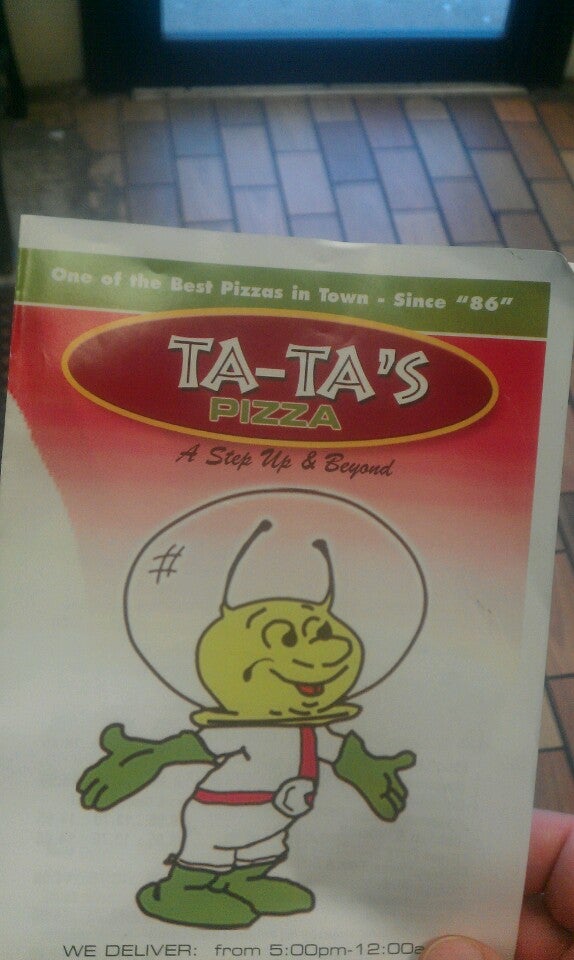 One of the Best Pizzas in Town - Since "86"
TA-TA'S
PIZZA
A Step Up & Beyond
#
WE DELIVER: from 5:00pm-12:00a